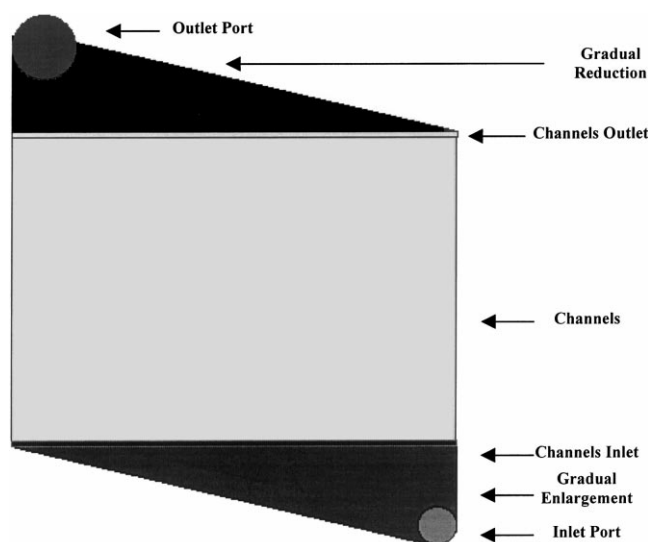 Outlet Port
Gradual
Reduction
Channels Outlet
Channels
Channels Inlet
Gradual
Enlargement
Inlet Port